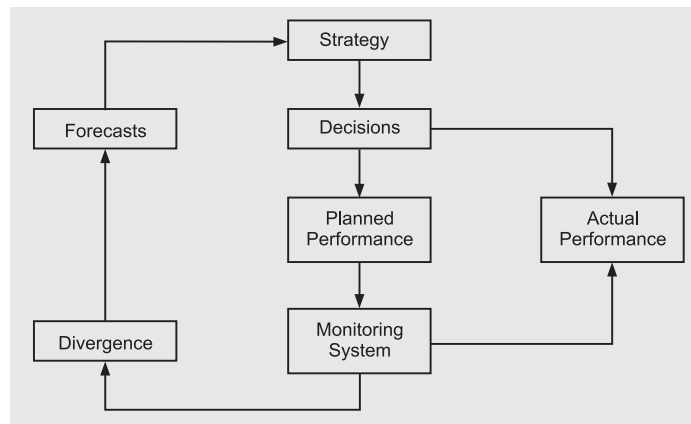 Strategy
Forecasts
Decisions
Planned
Performance
Actual
Performance
Divergence
Monitoring
System